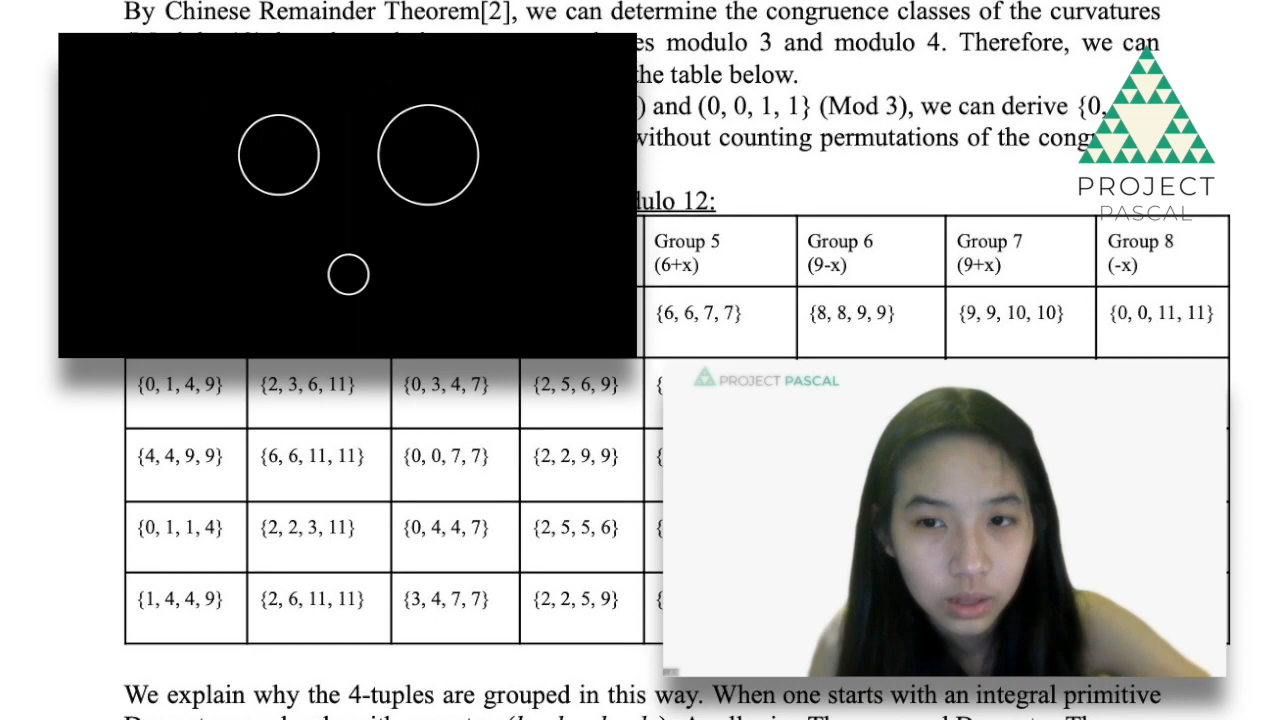 By Chinese Remainder Theorem[2], we can determine the congruence classes of the curvatures
modulo 3 and modulo 4. Therefore, we can
the table below.
) and (0, 0, 1, 1} (Mod 3), we can derive {0,
without counting permutations of the
12:
PROJECT
PASCAL
Group 5 Group 6 Group 7 Group 8
(6+x) (9-x) (9+x) (-x)
{6, 6, 7, 7} {8, 8, 9, 9} {9, 9, 10, 10} {0, 0, 11, 11}
{0, 1, 4, 9} {2, 3, 6, 11} {0, 3, 4, 7} {2, 5, 6, 9} {
PROJECT PASCAL
{4, 4, 9, 9} {6, 6, 11, 11} {0, 0, 7, 7} {2, 2, 9, 9} {
{0, 1, 1, 4} {2, 2, 3, 11} {0, 4, 4, 7} {2, 5, 5, 6} {
{1, 4, 4, 9} {2, 6, 11, 11} {3, 4, 7, 7} {2, 2, 5, 9} {
We explain why the 4-tuples are grouped in this way. When one starts with an integral primitive